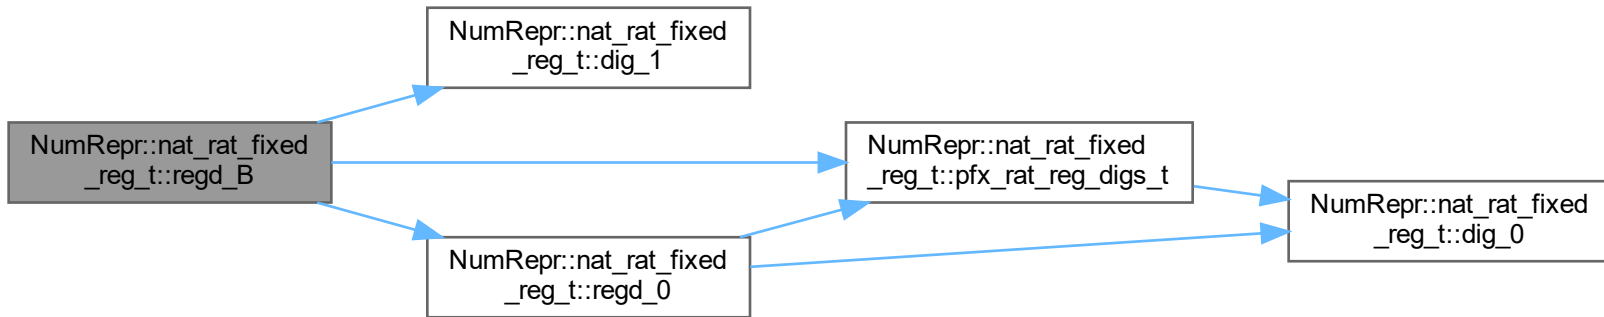 NumRepr::nat_rat_fixed
_reg_t::dig_1
NumRepr::nat_rat_fixed
_reg_t::regd_B
NumRepr::nat_rat_fixed
_reg_t::pfx_rat_reg_digs_t
NumRepr::nat_rat_fixed
_reg_t::dig_0
NumRepr::nat_rat_fixed
_reg_t::regd_0